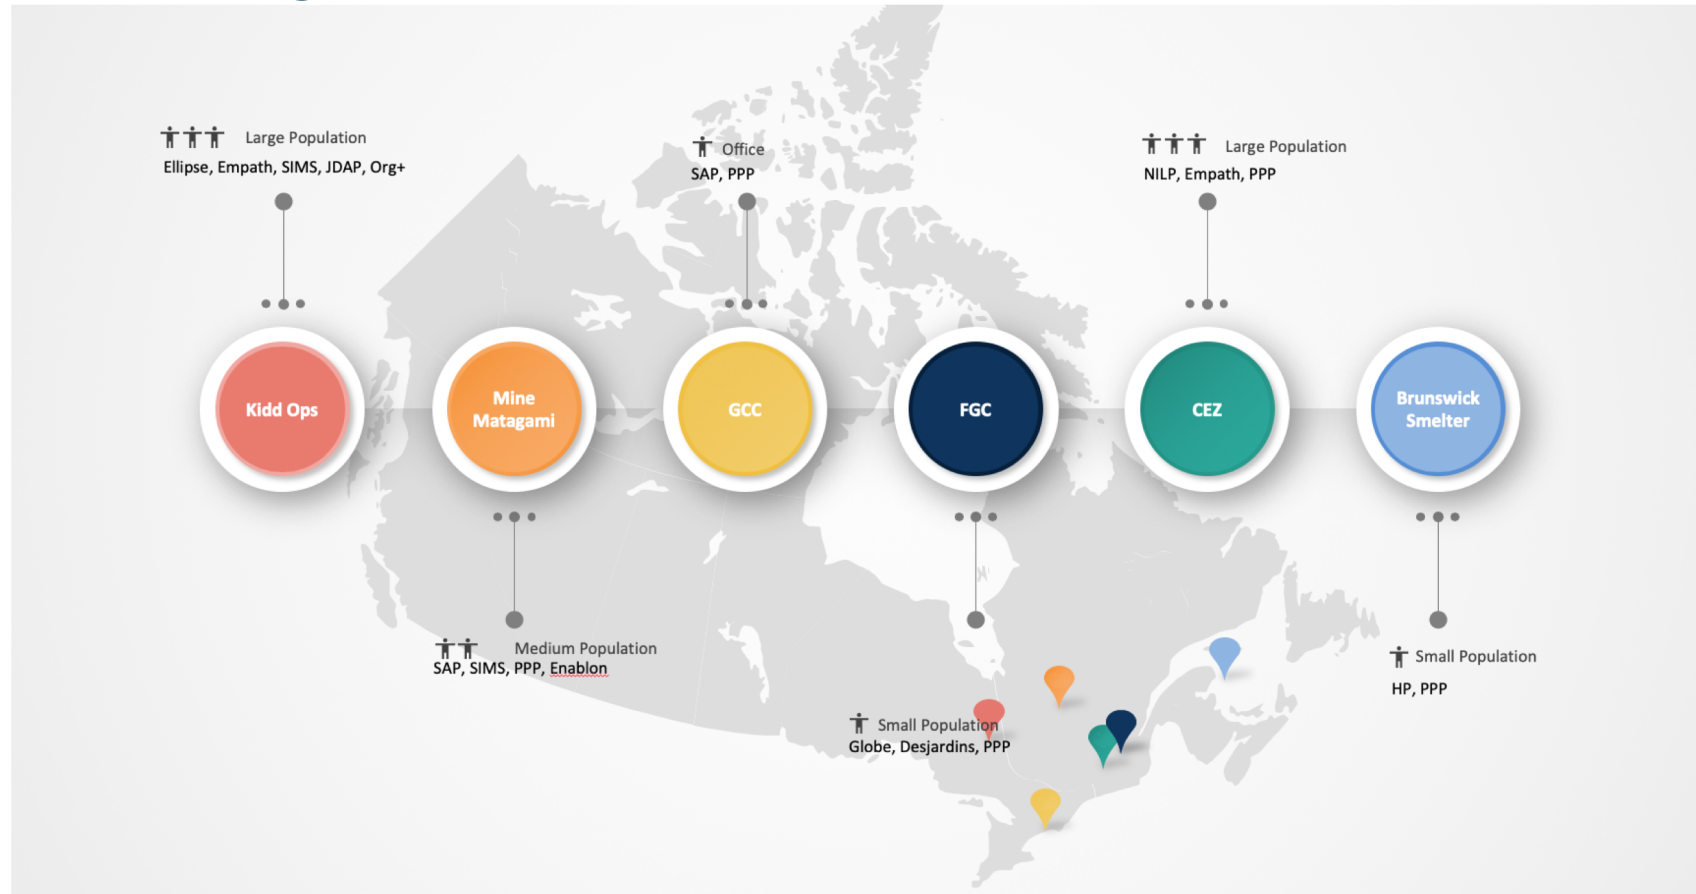 Large Population
Ellipse, Empath, SIMS, JDAP, Org+
Office
SAP, PPP
Large Population
NILP, Empath, PPP
Kidd Ops
Mine
Matagami
GCC
FGC
CEZ
Brunswick
Smelter
Medium Population
SAP, SIMS, PPP, Enablon
Small Population
Globe, Desjardins, PPP
Small Population
HP, PPP